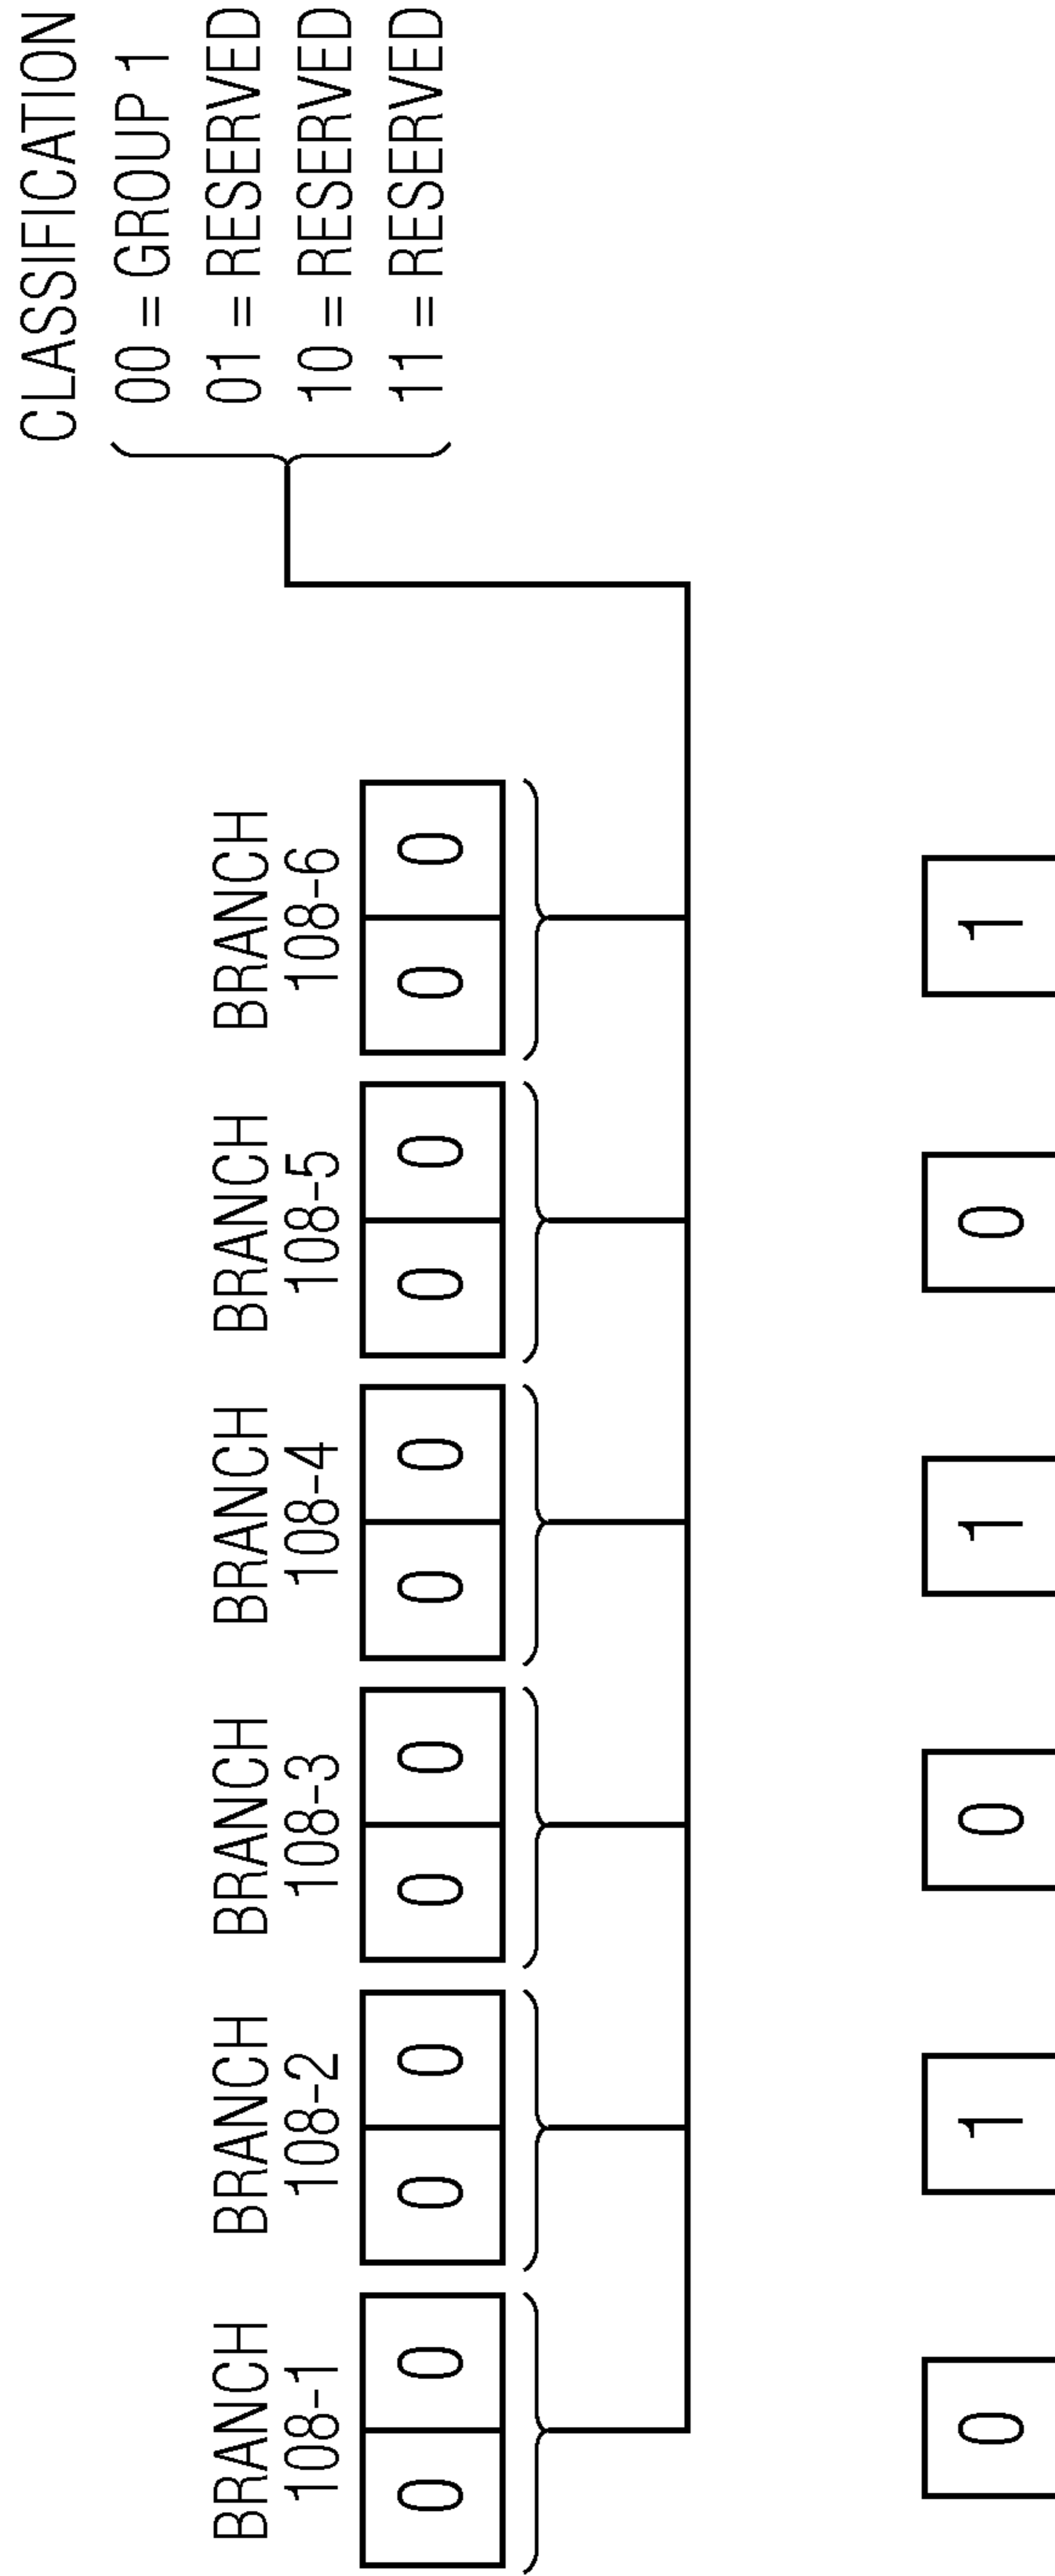 CLASSIFICATION
00 = GROUP 1
01 = RESERVED
10 = RESERVED
11 = RESERVED
BRANCH BRANCH BRANCH BRANCH BRANCH BRANCH
108-1 108-2 108-3 108-4 108-5 108-6
0 0 0 0 0 0 0 0 0 0 0 0
0 1 0 1 0 1